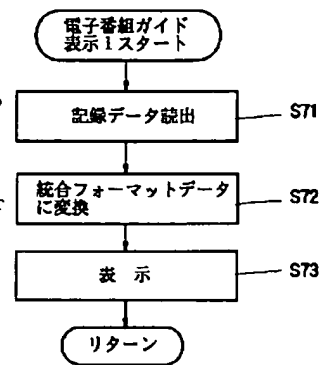 電子番組ガイド
表示1スタート
記録データ読出
S71
統合フォーマットデータ
に変換
S72
表 示
S73
リターン